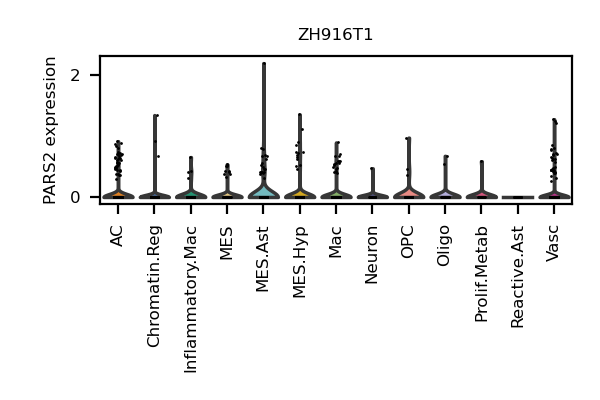 ZH916T1
PARS2 expression
2
0
AC
Chromatin.Reg
Inflammatory.Mac
MES
MES.Ast
MES.Hyp
Mac
Neuron
OPC
Oligo
Prolif.Metab
Reactive.Ast
Vasc